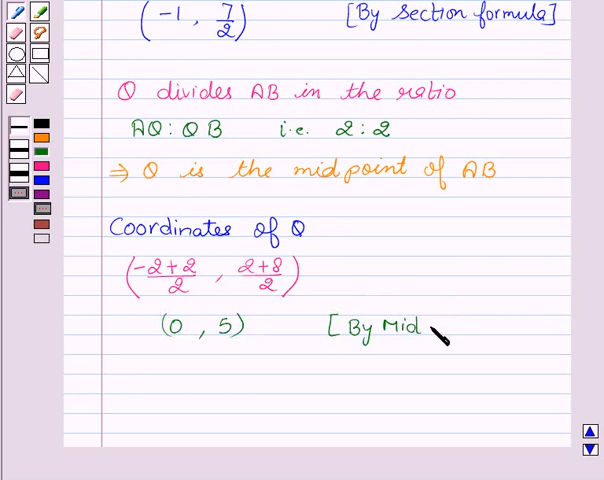 (-1, 7/2) [By section formula]
Q divides AB in the ratio
AQ : QB i.e. 2 : 2
⇒ Q is the midpoint of AB
Coordinates of Q
(-2+2/2, 2+8/2)
(0, 5) [By Mid